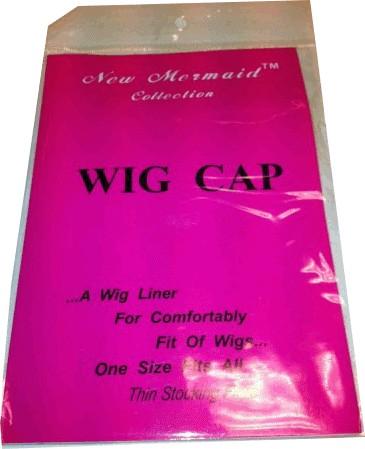 New Mermaid™
Collection
WIG CAP
...A Wig Liner
For Comfortably
Fit Of Wigs...
One Size Fits All
Thin Stocking